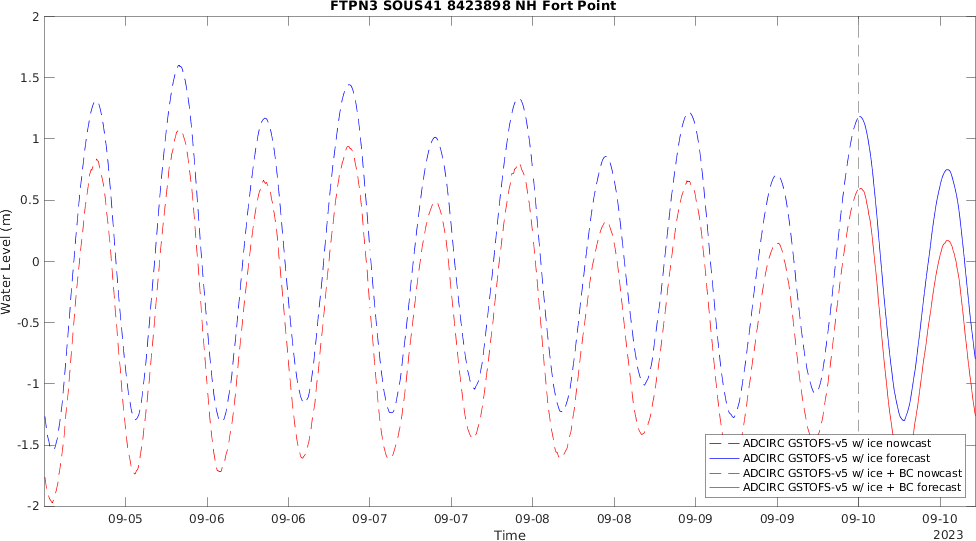 FTPN3 SOUS41 8423898 NH Fort Point
2
1.5
1
0.5
0
-0.5
-1
-1.5
-2
Water Level (m)
ADCIRC GSTOFS-v5 w/ ice nowcast
ADCIRC GSTOFS-v5 w/ ice forecast
ADCIRC GSTOFS-v5 w/ ice + BC nowcast
ADCIRC GSTOFS-v5 w/ ice + BC forecast
09-05 09-06 09-06 09-07 09-07 09-08 09-08 09-09 09-09 09-10 09-10
Time
2023